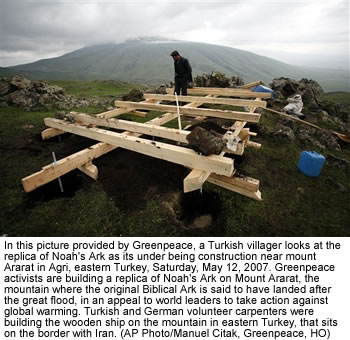 In this picture provided by Greenpeace, a Turkish villager looks at the
replica of Noah's Ark as its under being construction near mount
Ararat in Agri, eastern Turkey, Saturday, May 12, 2007. Greenpeace
activists are building a replica of Noah's Ark on Mount Ararat, the
mountain where the original Biblical Ark is said to have landed after
the great flood, in an appeal to world leaders to take action against
global warming. Turkish and German volunteer carpenters were
building the wooden ship on the mountain in eastern Turkey, that sits
on the border with Iran. (AP Photo/Manuel Citak, Greenpeace, HO)